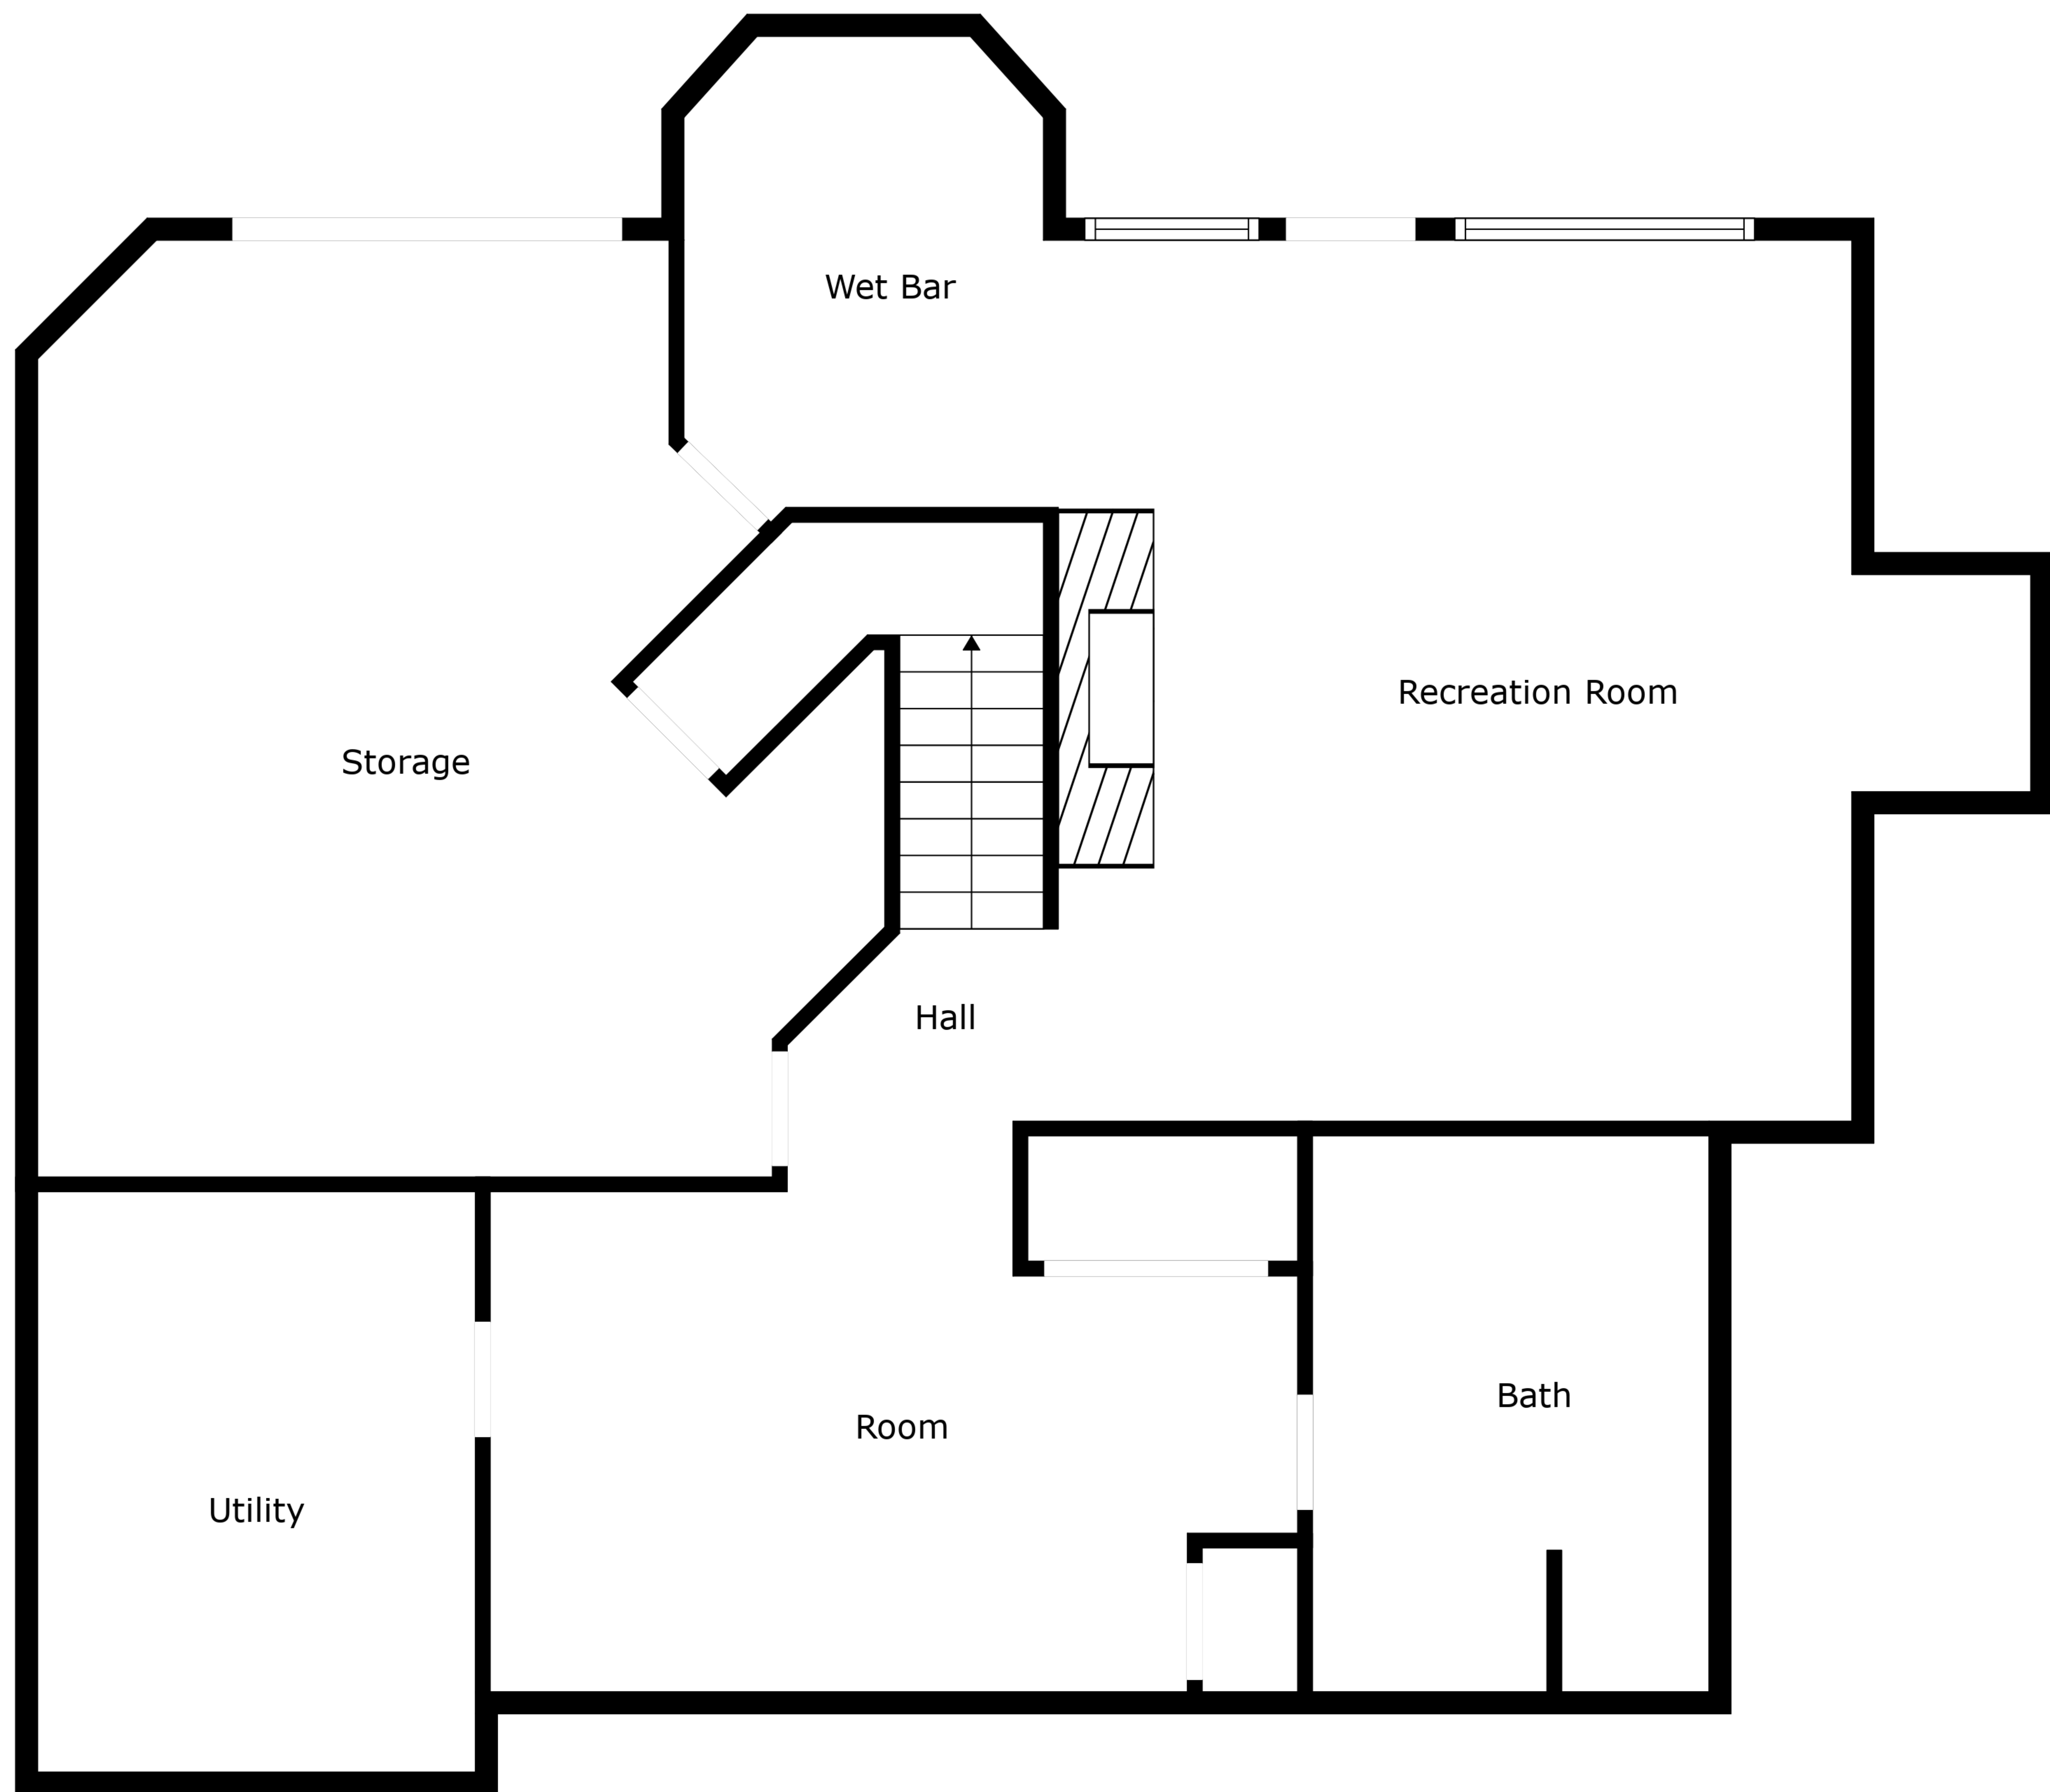 Wet Bar
Recreation Room
Storage
Hall
Bath
Room
Utility